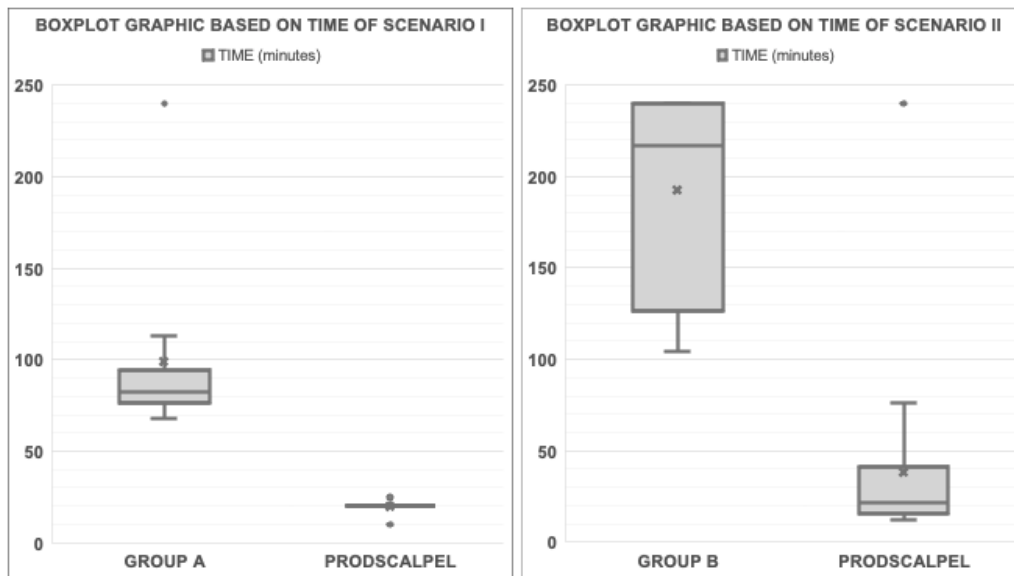 BOXPLOT GRAPHIC BASED ON TIME OF SCENARIO I
TIME (minutes)
250
200
150
100
50
0
GROUP A
PRODSCALPEL
BOXPLOT GRAPHIC BASED ON TIME OF SCENARIO II
TIME (minutes)
250
200
150
100
50
0
GROUP B
PRODSCALPEL